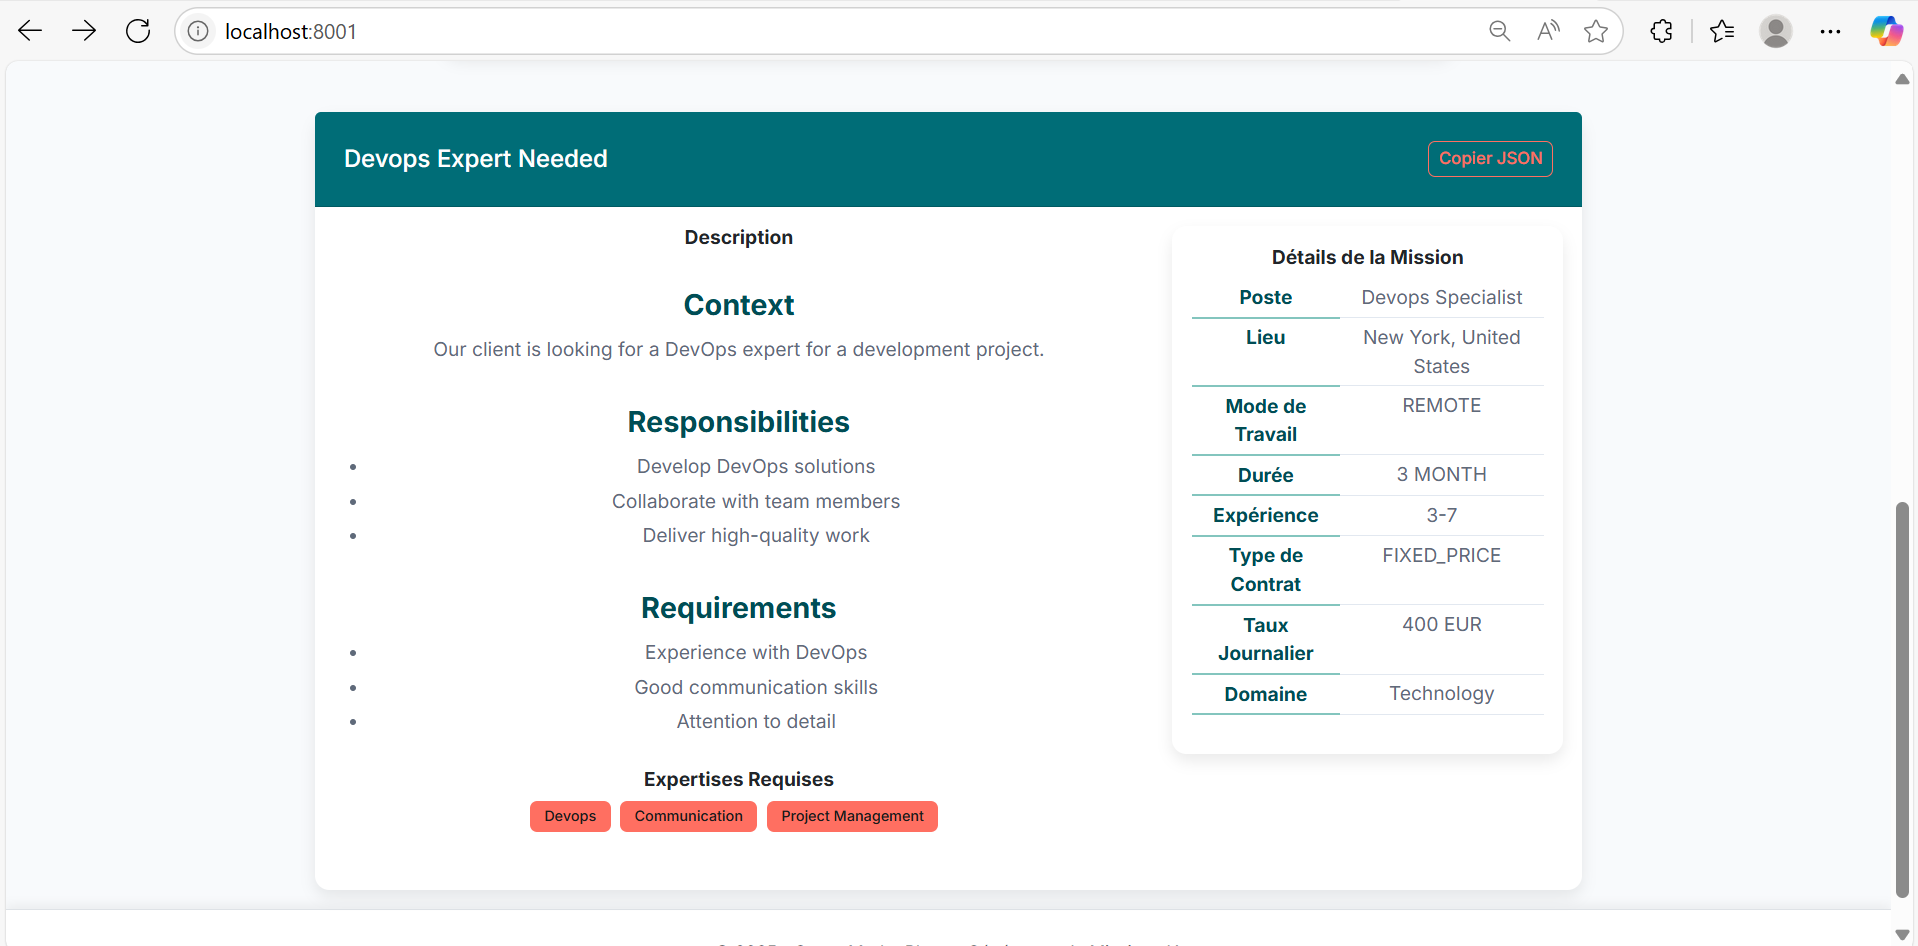 localhost:8001
Devops Expert Needed
Copier JSON
Description
Context
Our client is looking for a DevOps expert for a development project.
Responsibilities
• Develop DevOps solutions
• Collaborate with team members
• Deliver high-quality work
Requirements
• Experience with DevOps
• Good communication skills
• Attention to detail
Expertises Requises
Devops
Communication
Project Management
Détails de la Mission
Poste Devops Specialist
Lieu New York, United
States
Mode de REMOTE
Travail
Durée 3 MONTH
Expérience 3-7
Type de FIXED_PRICE
Contrat
Taux 400 EUR
Journalier
Domaine Technology